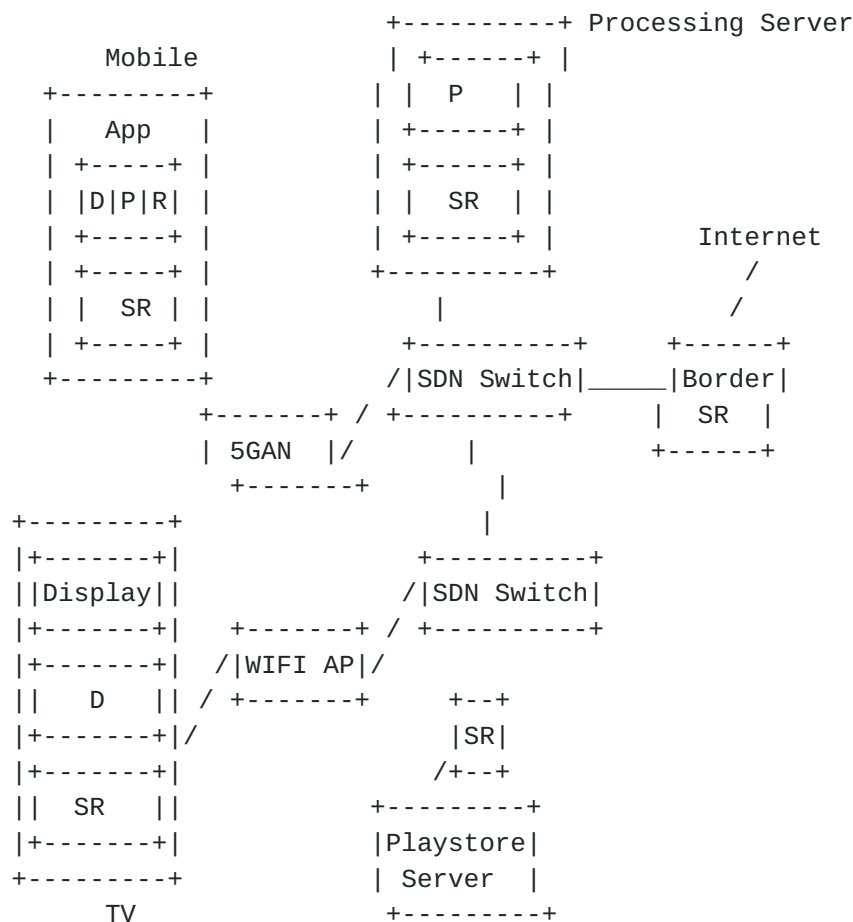 Processing Server
Mobile
P
App
D|P|R
SR
Internet
SR
SDN Switch
Border
SR
5GAN
SDN Switch
Display
WIFI AP
D
SR
SR
Playstore
Server
TV